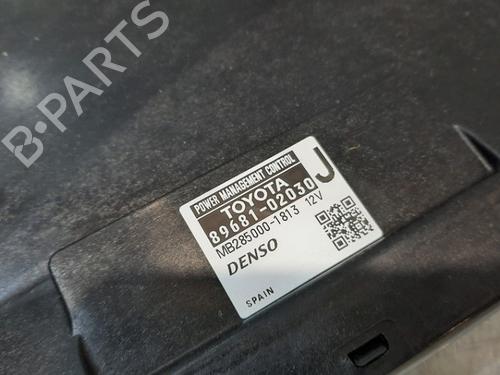 B-PARTS
POWER MANAGEMENT CONTROL
TOYOTA
89681-02030 J
MB285000-1813 12V
DENSO
SPAIN